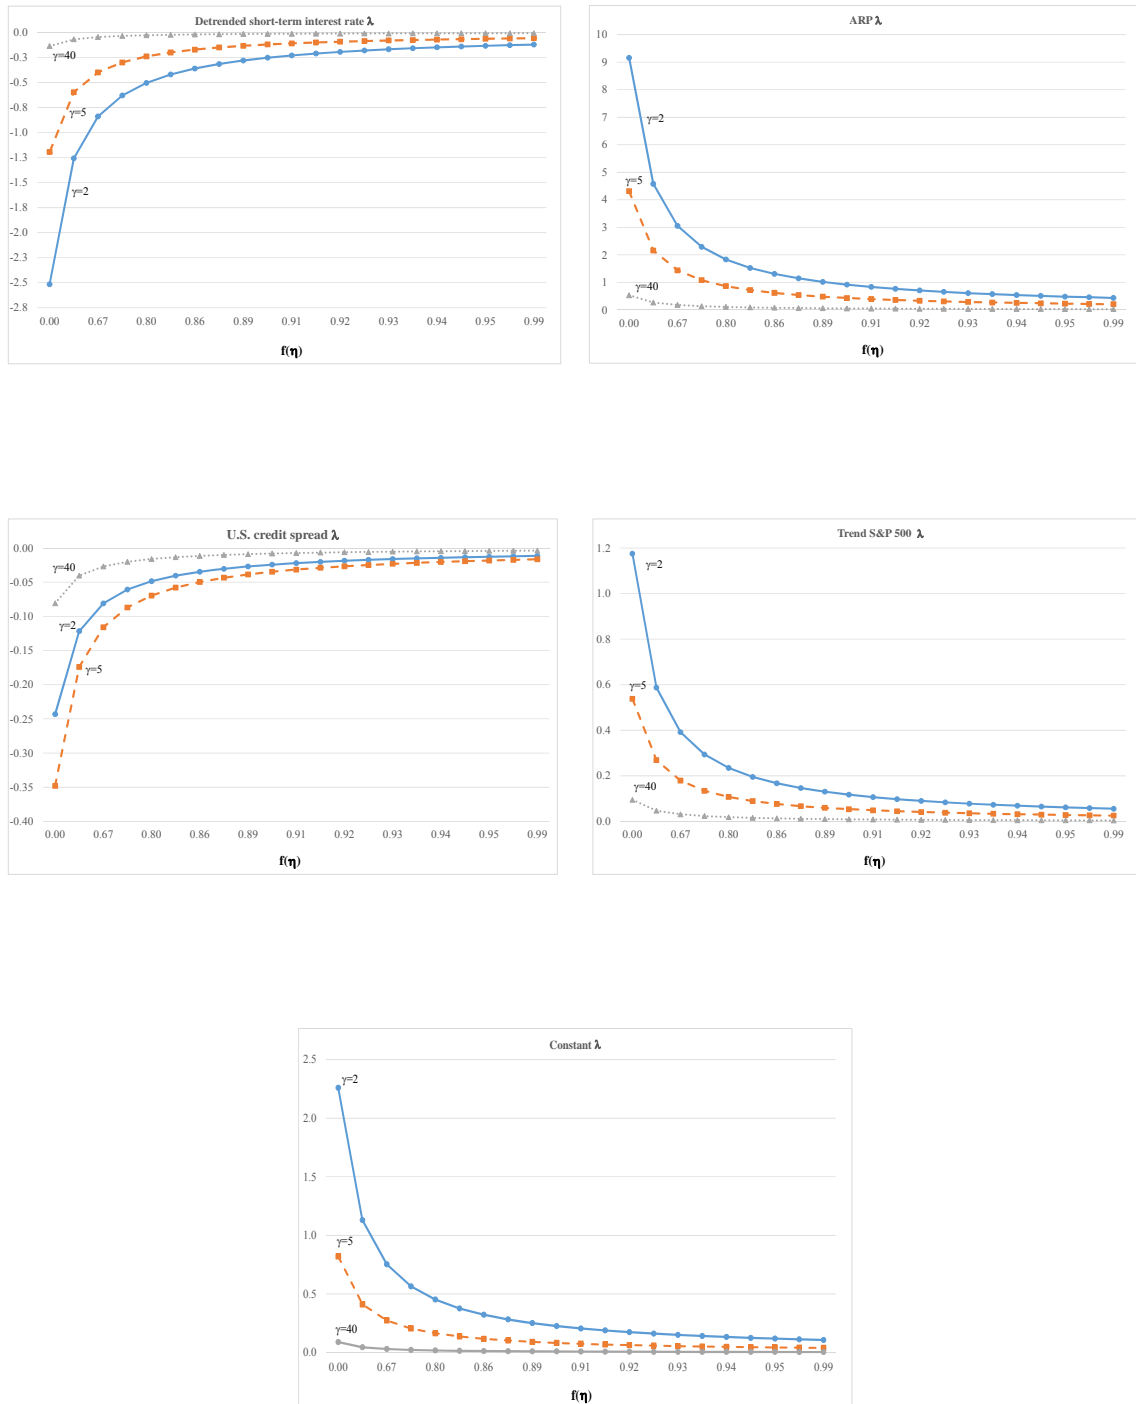 Detrended short-term interest rate λ
0.0
-0.3
-0.5
-0.8
-1.0
-1.3
-1.5
-1.8
-2.0
-2.3
-2.5
-2.8
γ=40
γ=5
γ=2
0.00 0.67 0.80 0.86 0.89 0.91 0.92 0.93 0.94 0.95 0.99
f(η)
ARP λ
10
9
8
7
6
5
4
3
2
1
0
γ=2
γ=5
γ=40
0.00 0.67 0.80 0.86 0.89 0.91 0.92 0.93 0.94 0.95 0.99
f(η)
U.S. credit spread λ
0.00
-0.05
-0.10
-0.15
-0.20
-0.25
-0.30
-0.35
-0.40
γ=40
γ=2
γ=5
0.00 0.67 0.80 0.86 0.89 0.91 0.92 0.93 0.94 0.95 0.99
f(η)
Trend S&P 500 λ
1.2
1.0
0.8
0.6
0.4
0.2
0.0
γ=2
γ=5
γ=40
0.00 0.67 0.80 0.86 0.89 0.91 0.92 0.93 0.94 0.95 0.99
f(η)
Constant λ
2.5
2.0
1.5
1.0
0.5
0.0
γ=2
γ=5
γ=40
0.00 0.67 0.80 0.86 0.89 0.91 0.92 0.93 0.94 0.95 0.99
f(η)